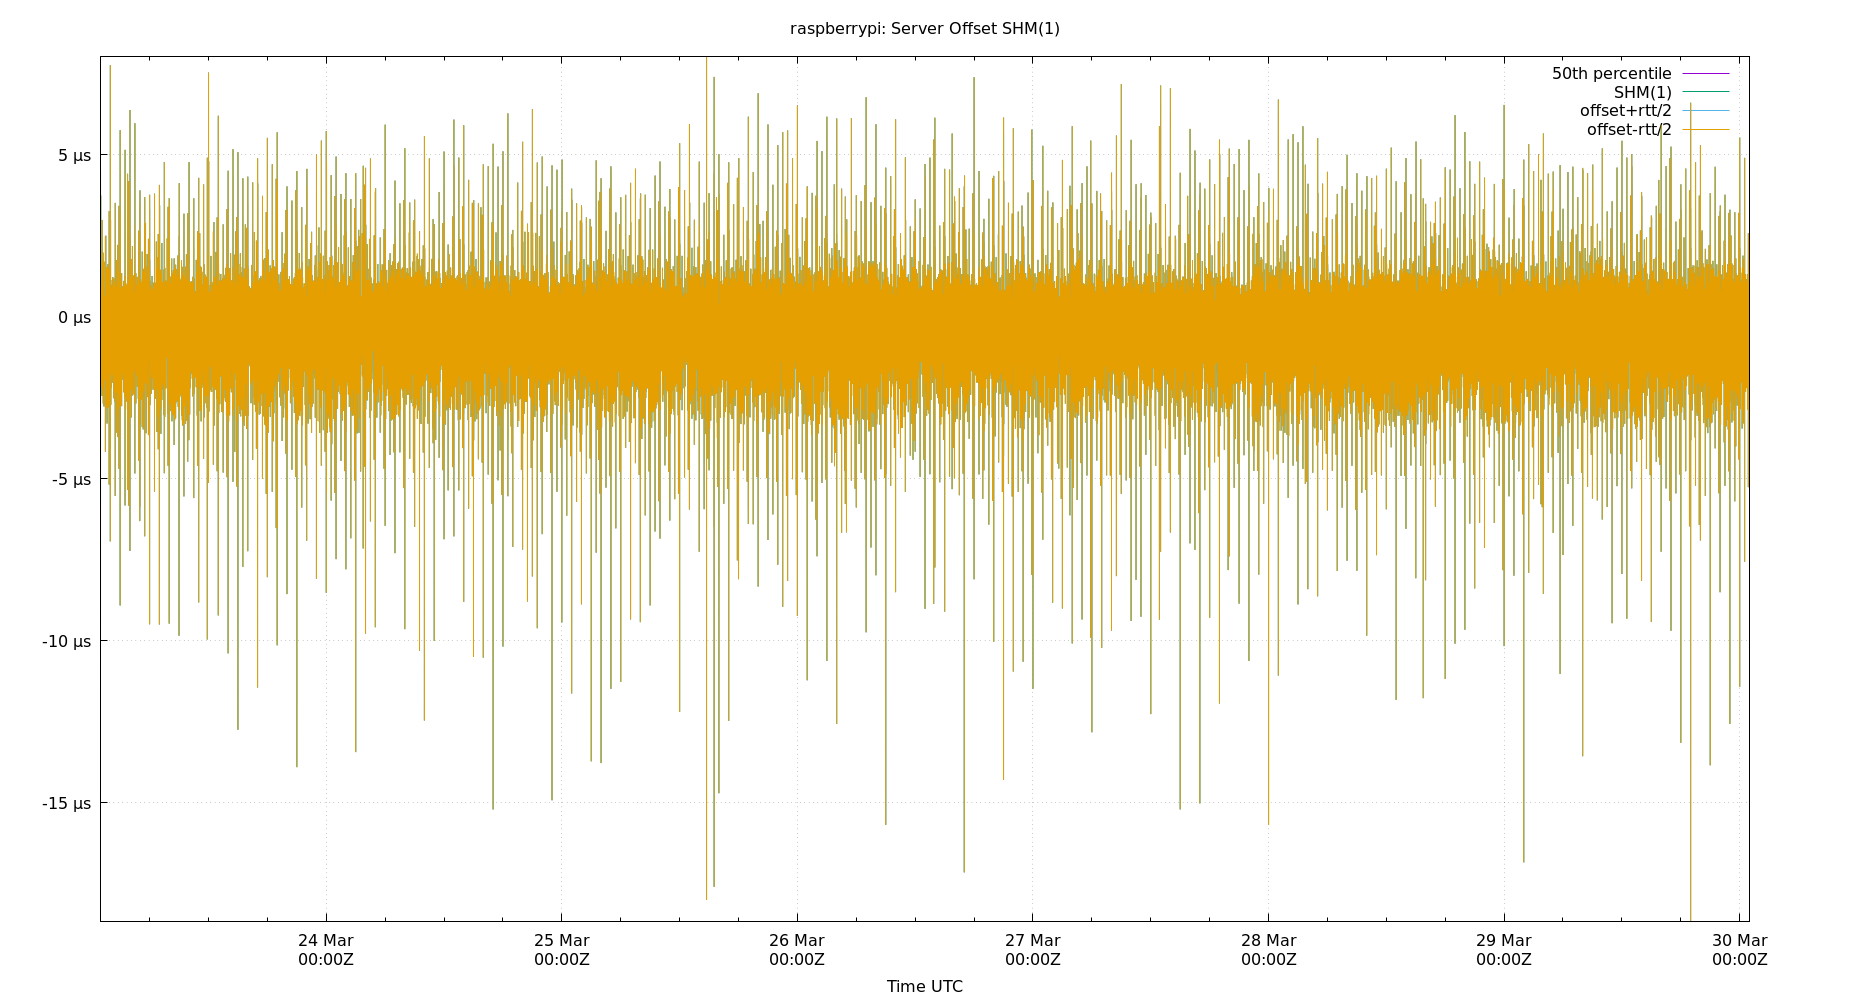 raspberrypi: Server Offset SHM(1)
50th percentile
SHM(1)
offset+rtt/2
offset-rtt/2
5 µs
0 µs
-5 µs
-10 µs
-15 µs
24 Mar 25 Mar 26 Mar 27 Mar 28 Mar 29 Mar 30 Mar
00:00Z 00:00Z 00:00Z 00:00Z 00:00Z 00:00Z 00:00Z
Time UTC